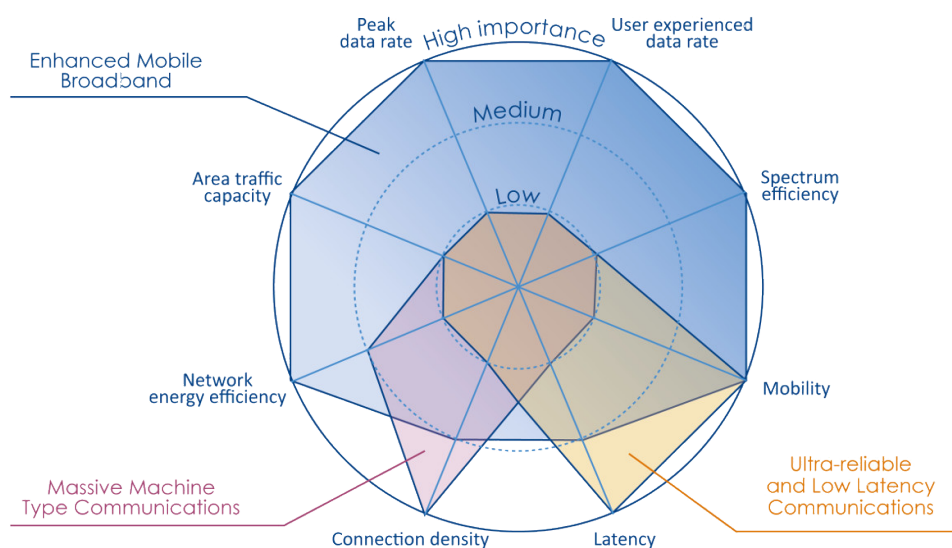 Peak
data rate
High importance
User experienced
data rate
Enhanced Mobile
Broadband
Medium
Area traffic
capacity
Low
Spectrum
efficiency
Network
energy efficiency
Mobility
Massive Machine
Type Communications
Ultra-reliable
and Low Latency
Communications
Connection density
Latency